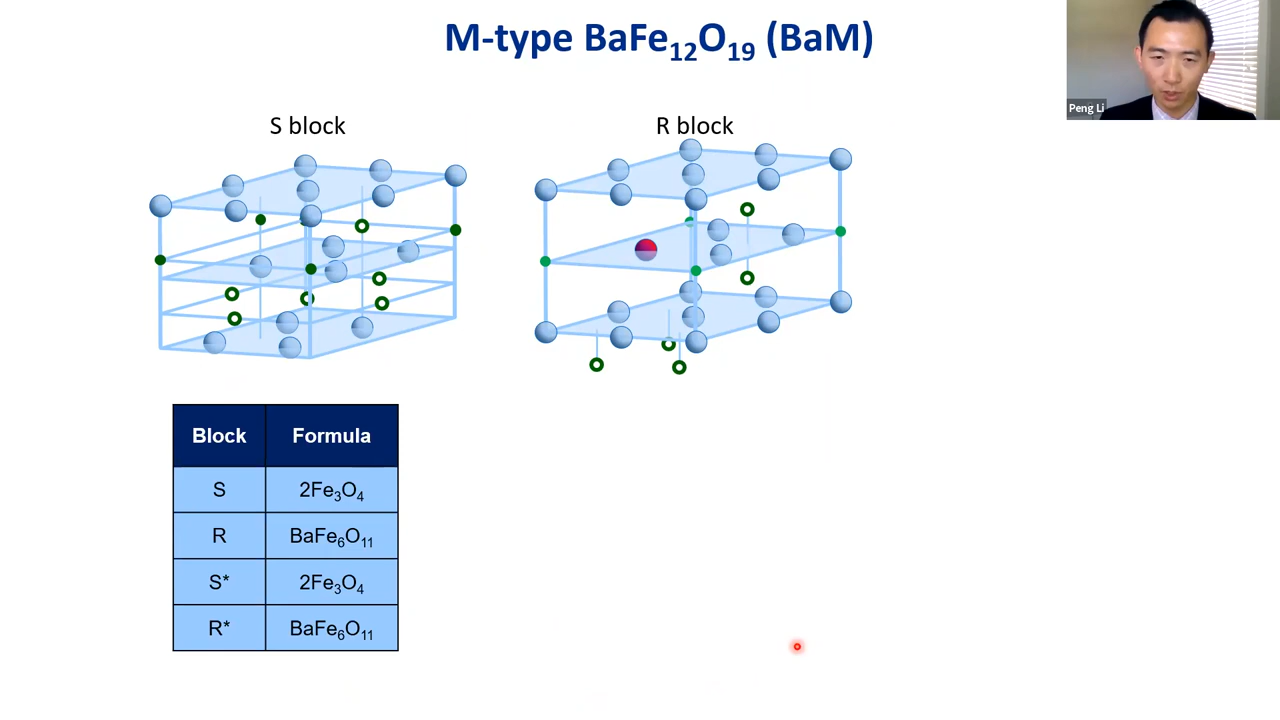 M-type BaFe₁₂O₁₉ (BaM)
Peng Li
S block
R block
Block Formula
S 2Fe₃O₄
R BaFe₆O₁₁
S* 2Fe₃O₄
R* BaFe₆O₁₁